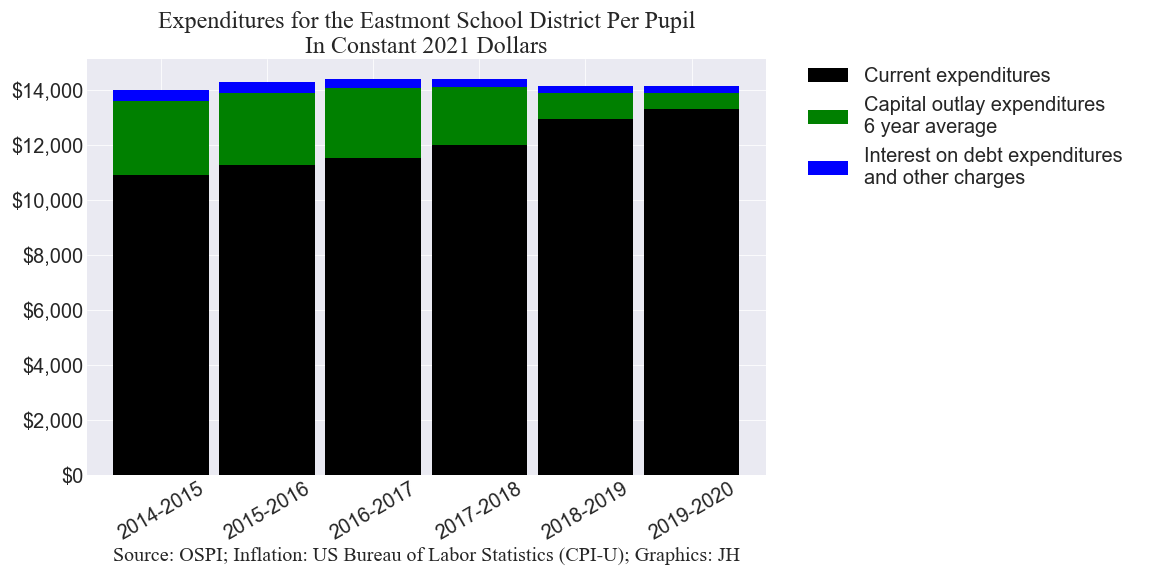 Expenditures for the Eastmont School District Per Pupil
In Constant 2021 Dollars
$14,000
$12,000
$10,000
$8,000
$6,000
$4,000
$2,000
$0
2014-2015
2015-2016
2016-2017
2017-2018
2018-2019
2019-2020
Current expenditures
Capital outlay expenditures
6 year average
Interest on debt expenditures
and other charges
Source: OSPI; Inflation: US Bureau of Labor Statistics (CPI-U); Graphics: JH